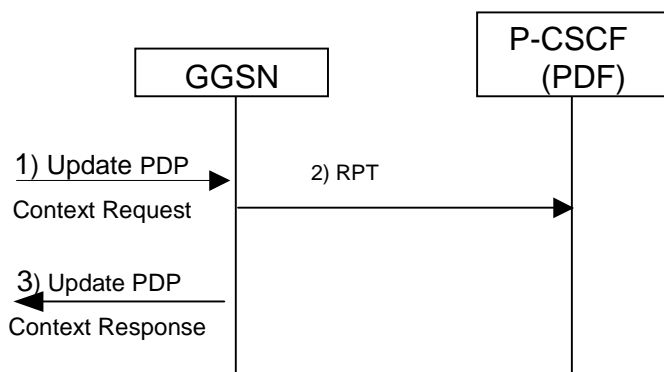 P-CSCF
(PDF)
GGSN
1) Update PDP
Context Request
2) RPT
3) Update PDP
Context Response